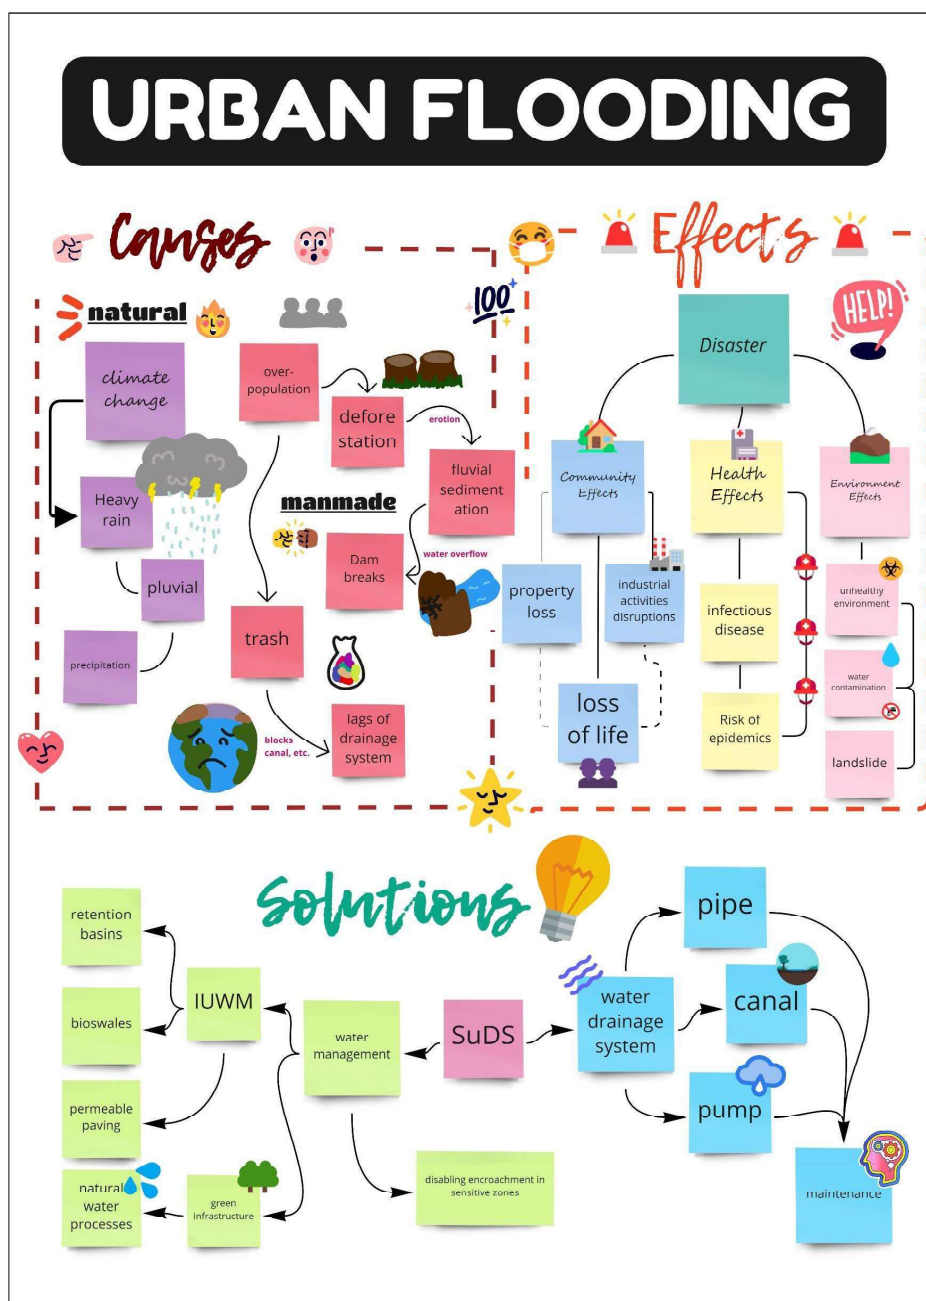 URBAN FLOODING
Causes
natural
climate
change
Heavy
rain
pluvial
precipitation
over-
population
defore
station
erotion
fluvial
sediment
ation
water overflow
manmade
Dam
breaks
trash
blocks
canal, etc.
lags of
drainage
system
100
Effects
HELP!
Disaster
Community
Effects
property
loss
industrial
activities
disruptions
loss
of life
Health
Effects
infectious
disease
Risk of
epidemics
Environment
Effects
unhealthy
environment
water
contamination
landslide
Solutions
SuDS
water
management
IUWM
retention
basins
bioswales
permeable
paving
green
infrastructure
natural
water
processes
disabling encroachment in
sensitive zones
water
drainage
system
pipe
canal
pump
maintenance